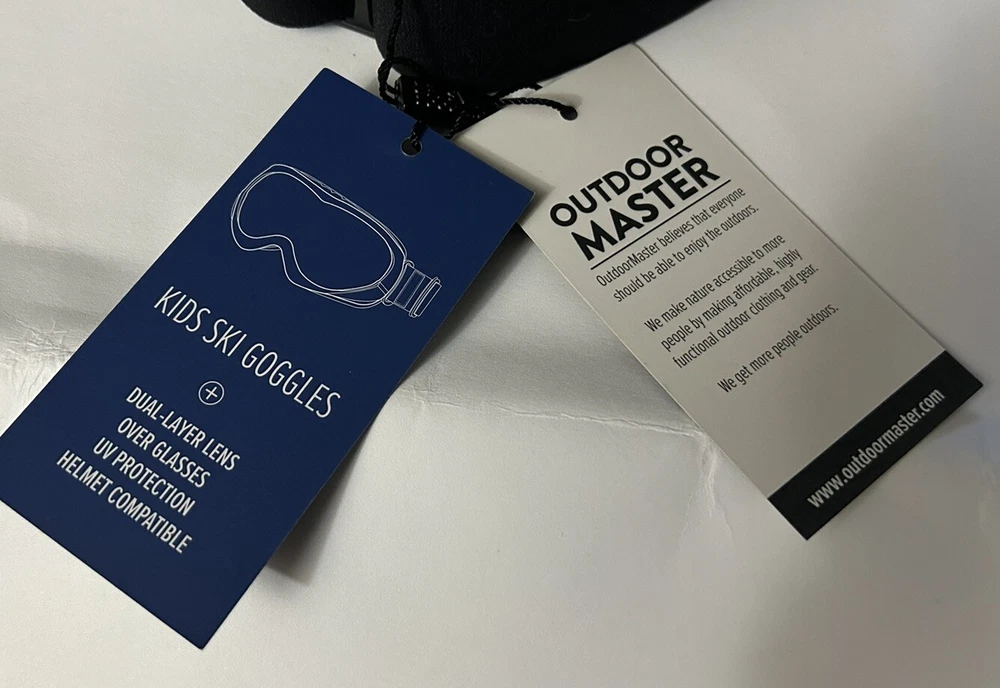 KIDS SKI GOGGLES
+
DUAL-LAYER LENS
OVER GLASSES
UV PROTECTION
HELMET COMPATIBLE
OUTDOOR
MASTER
OutdoorMaster believes that everyone
should be able to enjoy the outdoors.
We make nature accessible to more
people by making affordable, highly
functional outdoor clothing and gear.
We get more people outdoors.
www.outdoormaster.com